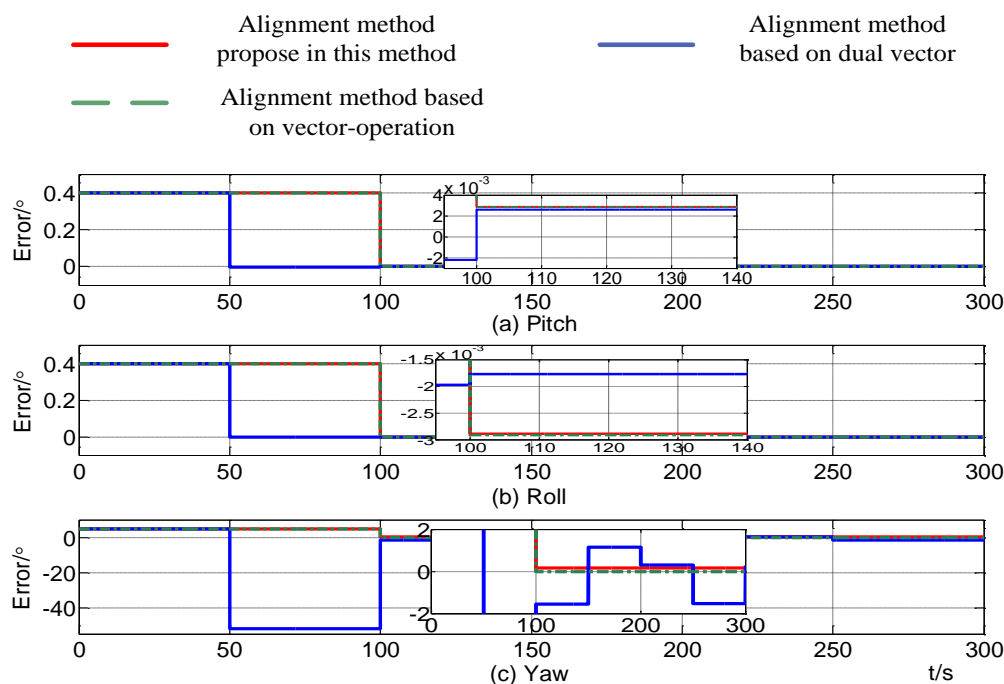 Alignment method
propose in this method
Alignment method
based on dual vector
Alignment method based
on vector-operation
Error/°
0.4
0.2
0
x 10^-3
4
2
0
-2
100 110 120 130 140
0 50 100 150 200 250 300
(a) Pitch
Error/°
0.4
0.2
0
x 10^-3
-1.5
-2
-2.5
-3
100 110 120 130 140
0 50 100 150 200 250 300
(b) Roll
Error/°
0
-20
-40
2
0
-2
0 100 200 300
0 50 100 150 200 250 300
(c) Yaw
t/s